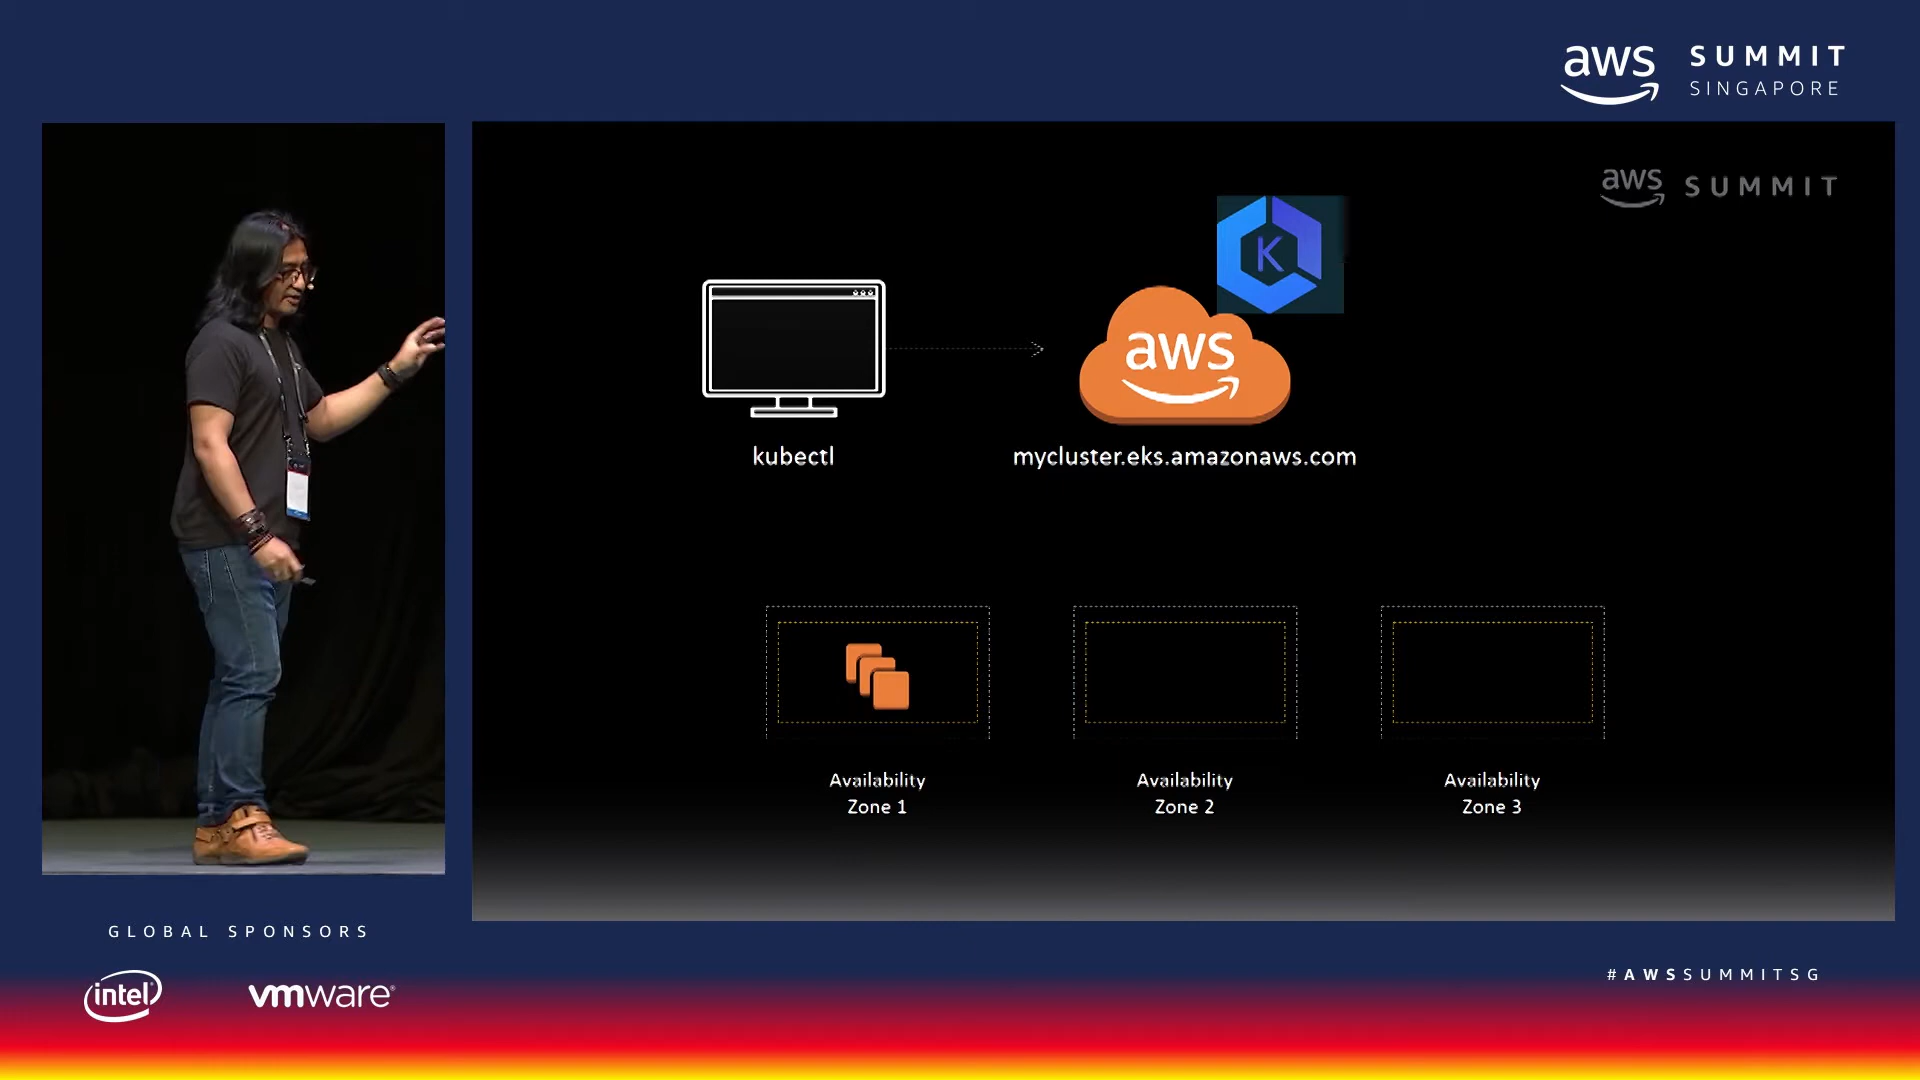 aws SUMMIT
SINGAPORE
aws SUMMIT
K
aws
kubectl
mycluster.eks.amazonaws.com
Availability
Zone 1
Availability
Zone 2
Availability
Zone 3
GLOBAL SPONSORS
intel
vmware
#AWSSUMMITSG